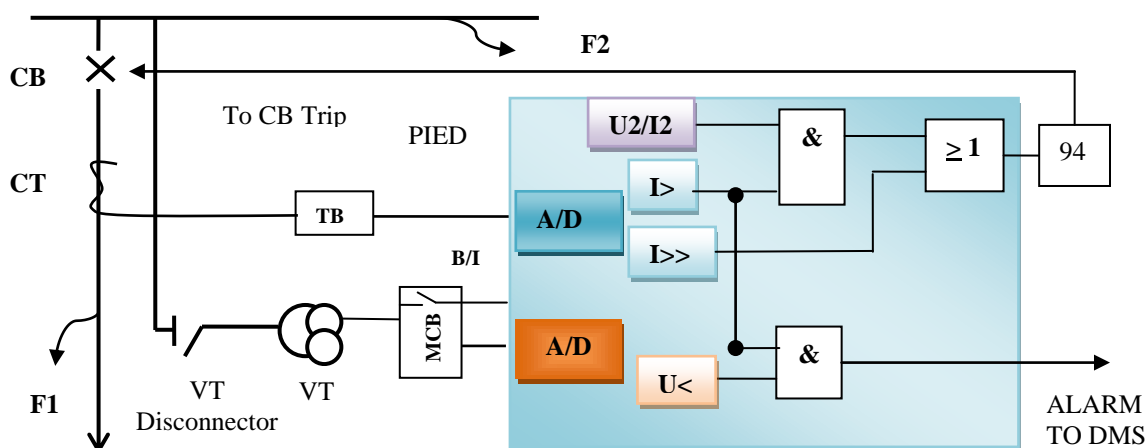 F2
CB
To CB Trip
PIED
U2/I2
&
≥ 1
94
CT
I>
TB
A/D
I>>
B/I
MCB
A/D
&
U<
F1
VT
Disconnector
VT
ALARM
TO DMS